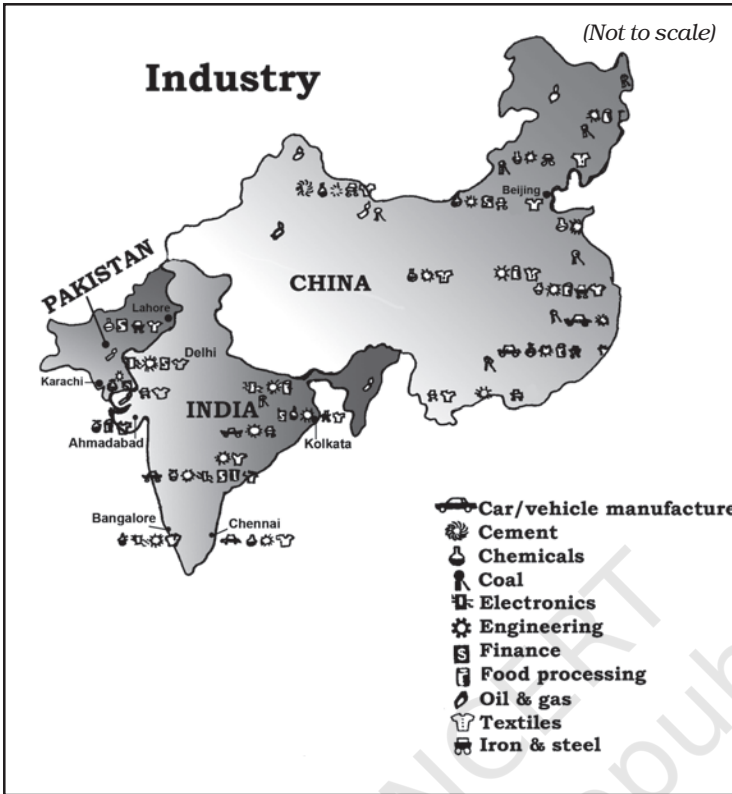 (Not to scale)
Industry
Beijing
CHINA
PAKISTAN
Lahore
Delhi
Karachi
INDIA
Ahmadabad
Kolkata
Bangalore
Chennai
Car/vehicle manufacture
Cement
Chemicals
Coal
Electronics
Engineering
Finance
Food processing
Oil & gas
Textiles
Iron & steel
NCERT